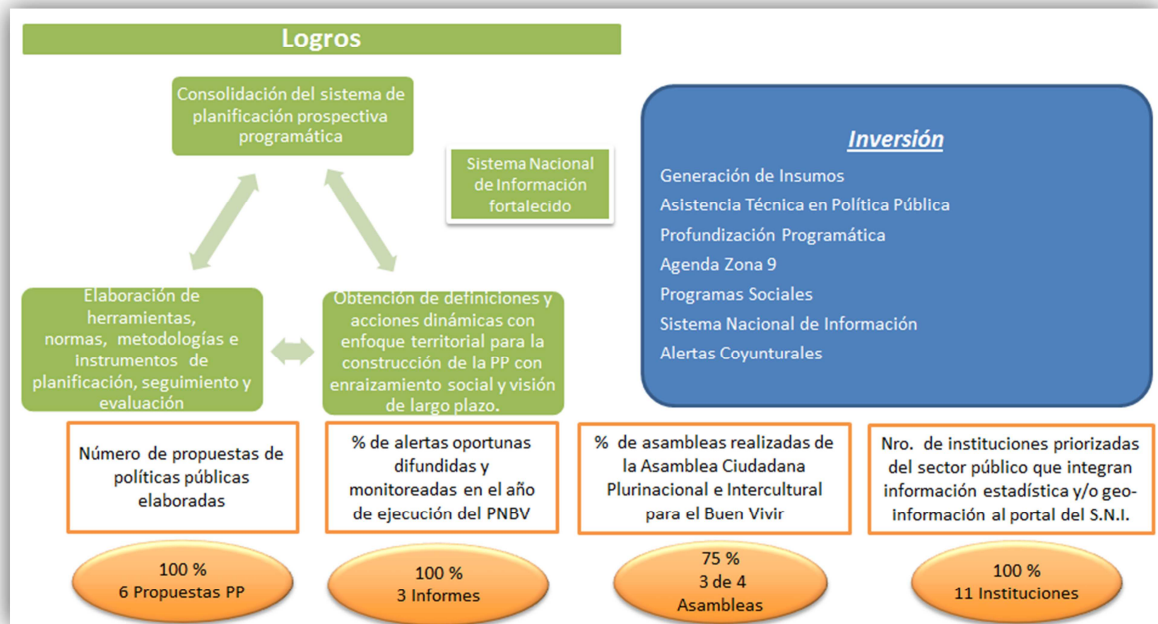 Logros
Consolidación del sistema de
planificación prospectiva
programática
Sistema Nacional
de Información
fortalecido
Elaboración de
herramientas,
normas, metodologías e
Instrumentos de
planificación, seguimiento y
evaluación
Obtención de definiciones y
acciones dinámicas con
enfoque territorial para la
construcción de la PP con
enraizamiento social y visión
de largo plazo.
Inversión
Generación de Insumos
Asistencia Técnica en Política Pública
Profundización Programática
Agenda Zona 9
Programas Sociales
Sistema Nacional de Información
Alertas Coyunturales
Número de propuestas de
políticas públicas
elaboradas
% de alertas oportunas
difundidas y
monitoreadas en el año
de ejecución del PNBV
% de asambleas realizadas de
la Asamblea Ciudadana
Plurinacional e Intercultural
para el Buen Vivir
Nro. de instituciones priorizadas
del sector público que integran
información estadística y/o geo-
información al portal del S.N.I.
100 %
6 Propuestas PP
100 %
3 Informes
75 %
3 de 4
Asambleas
100 %
11 Instituciones